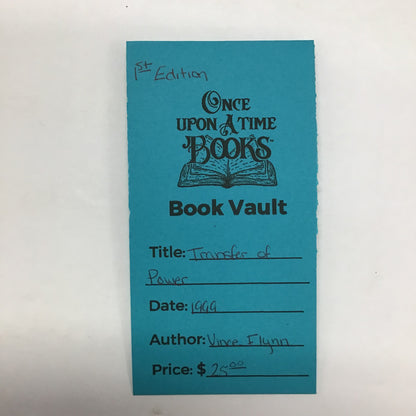 1st Edition
ONCE
UPON A TIME
BOOKS
Book Vault
Title: Transfer of
Power
Date: 1999
Author: Vince Flynn
Price: $ 25.00